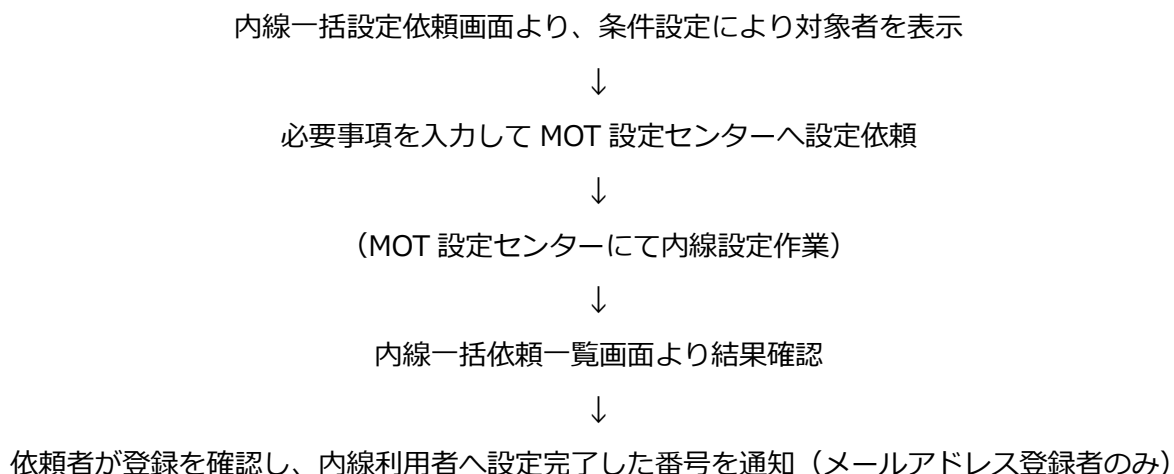 内線一括設定依頼画面より、条件設定により対象者を表示
↓
必要事項を入力して MOT 設定センターへ設定依頼
↓
（MOT 設定センターにて内線設定作業）
↓
内線一括依頼一覧画面より結果確認
↓
依頼者が登録を確認し、内線利用者へ設定完了した番号を通知（メールアドレス登録者のみ）